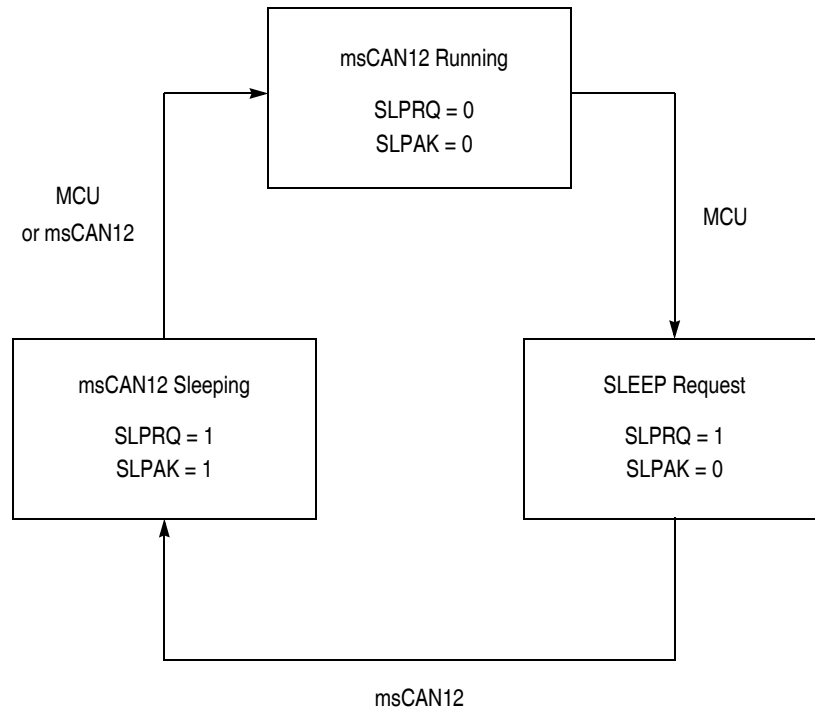 msCAN12 Running
SLPRQ = 0
SLPAK = 0
MCU
or msCAN12
MCU
msCAN12 Sleeping
SLPRQ = 1
SLPAK = 1
SLEEP Request
SLPRQ = 1
SLPAK = 0
msCAN12